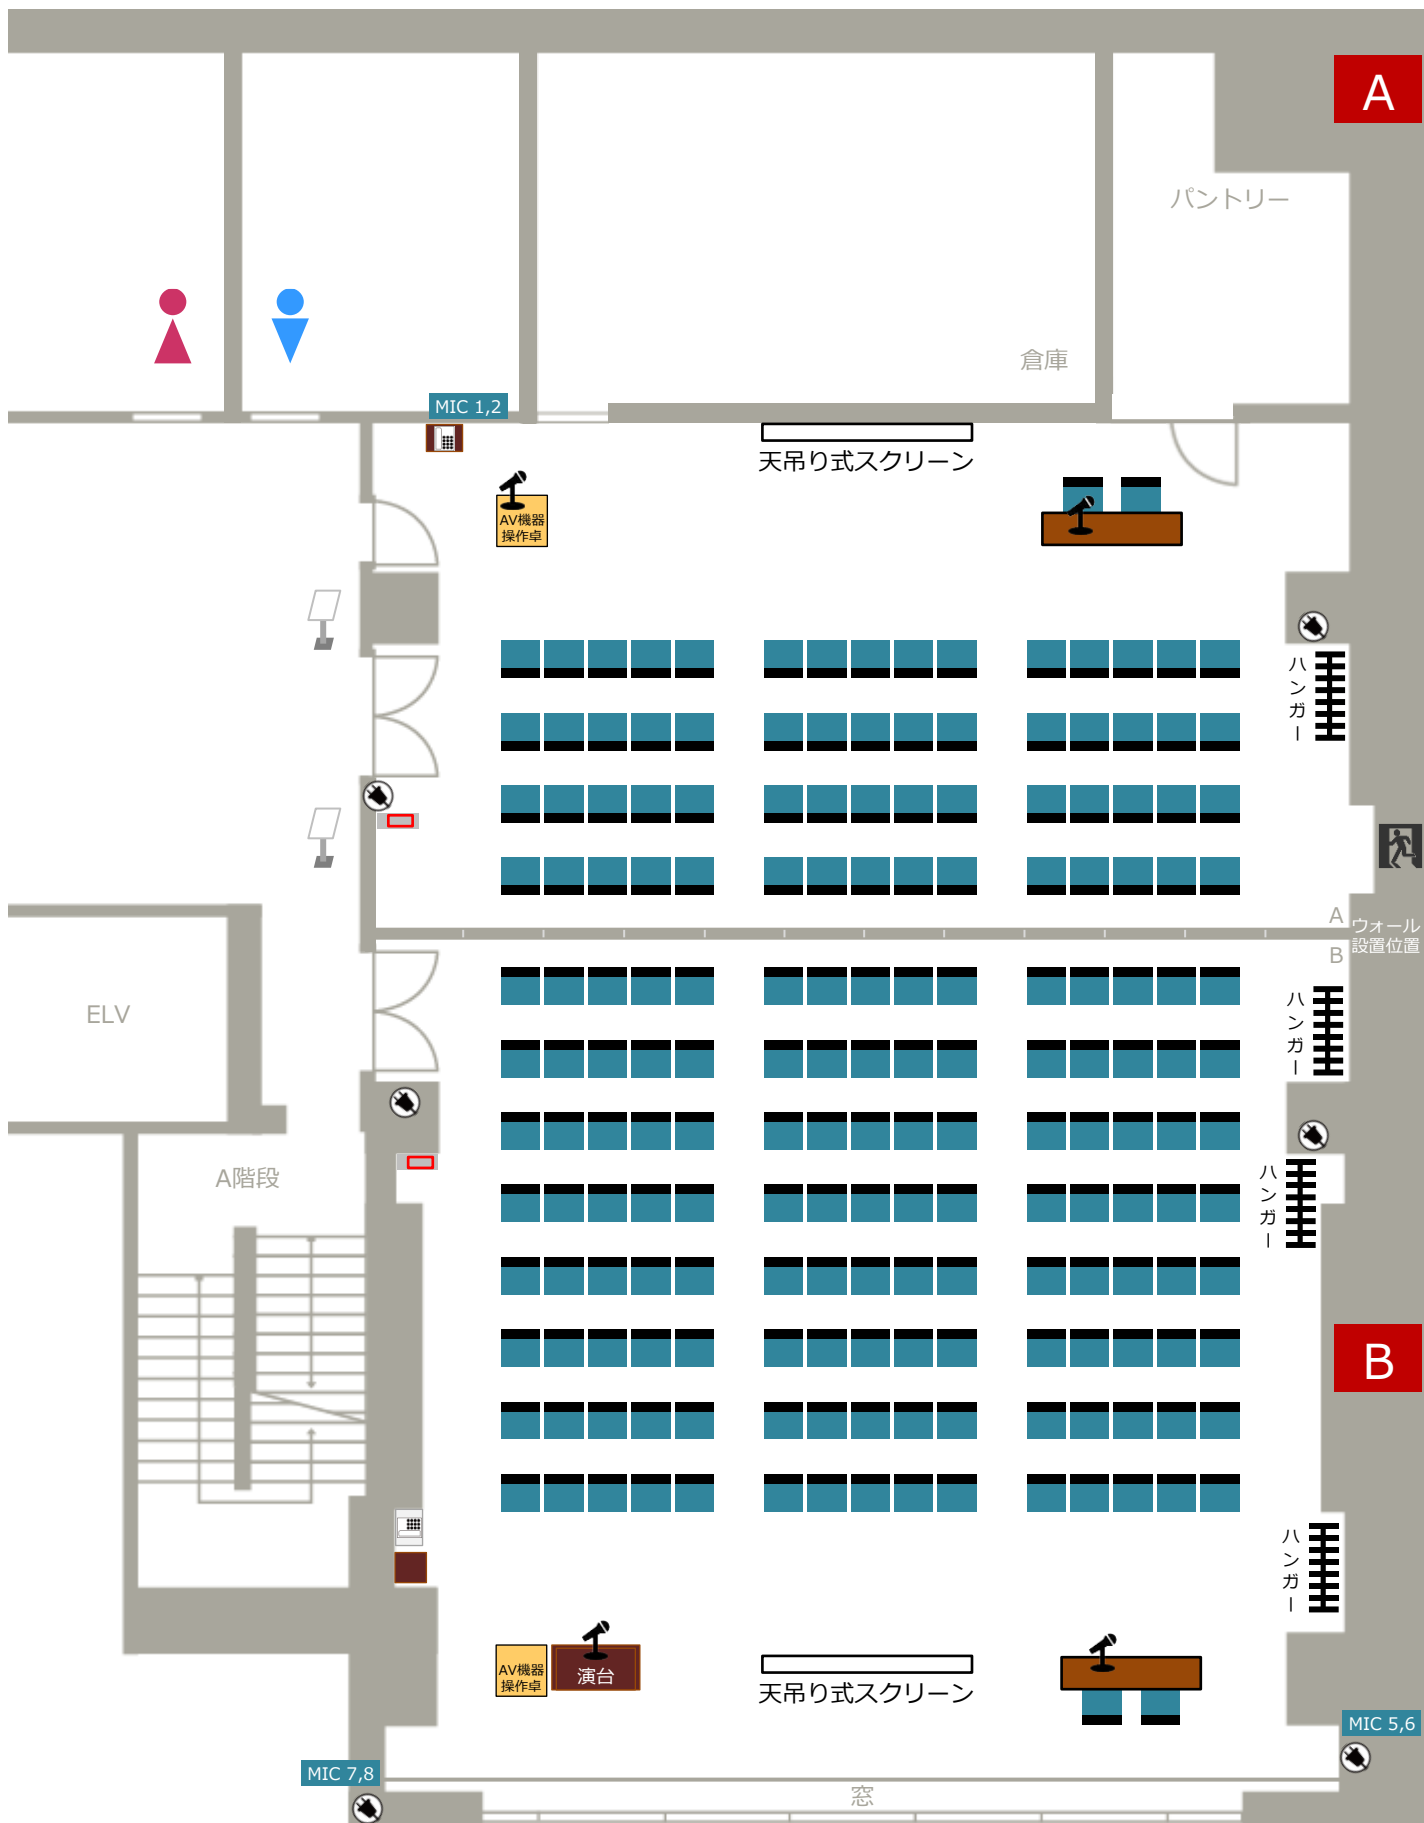 A
パントリー
倉庫
MIC 1,2
天吊り式スクリーン
AV機器
操作卓
ハンガー
A
ウォール
設置位置
B
ELV
ハンガー
A階段
ハンガー
B
ハンガー
AV機器
操作卓
演台
天吊り式スクリーン
MIC 5,6
MIC 7,8
窓